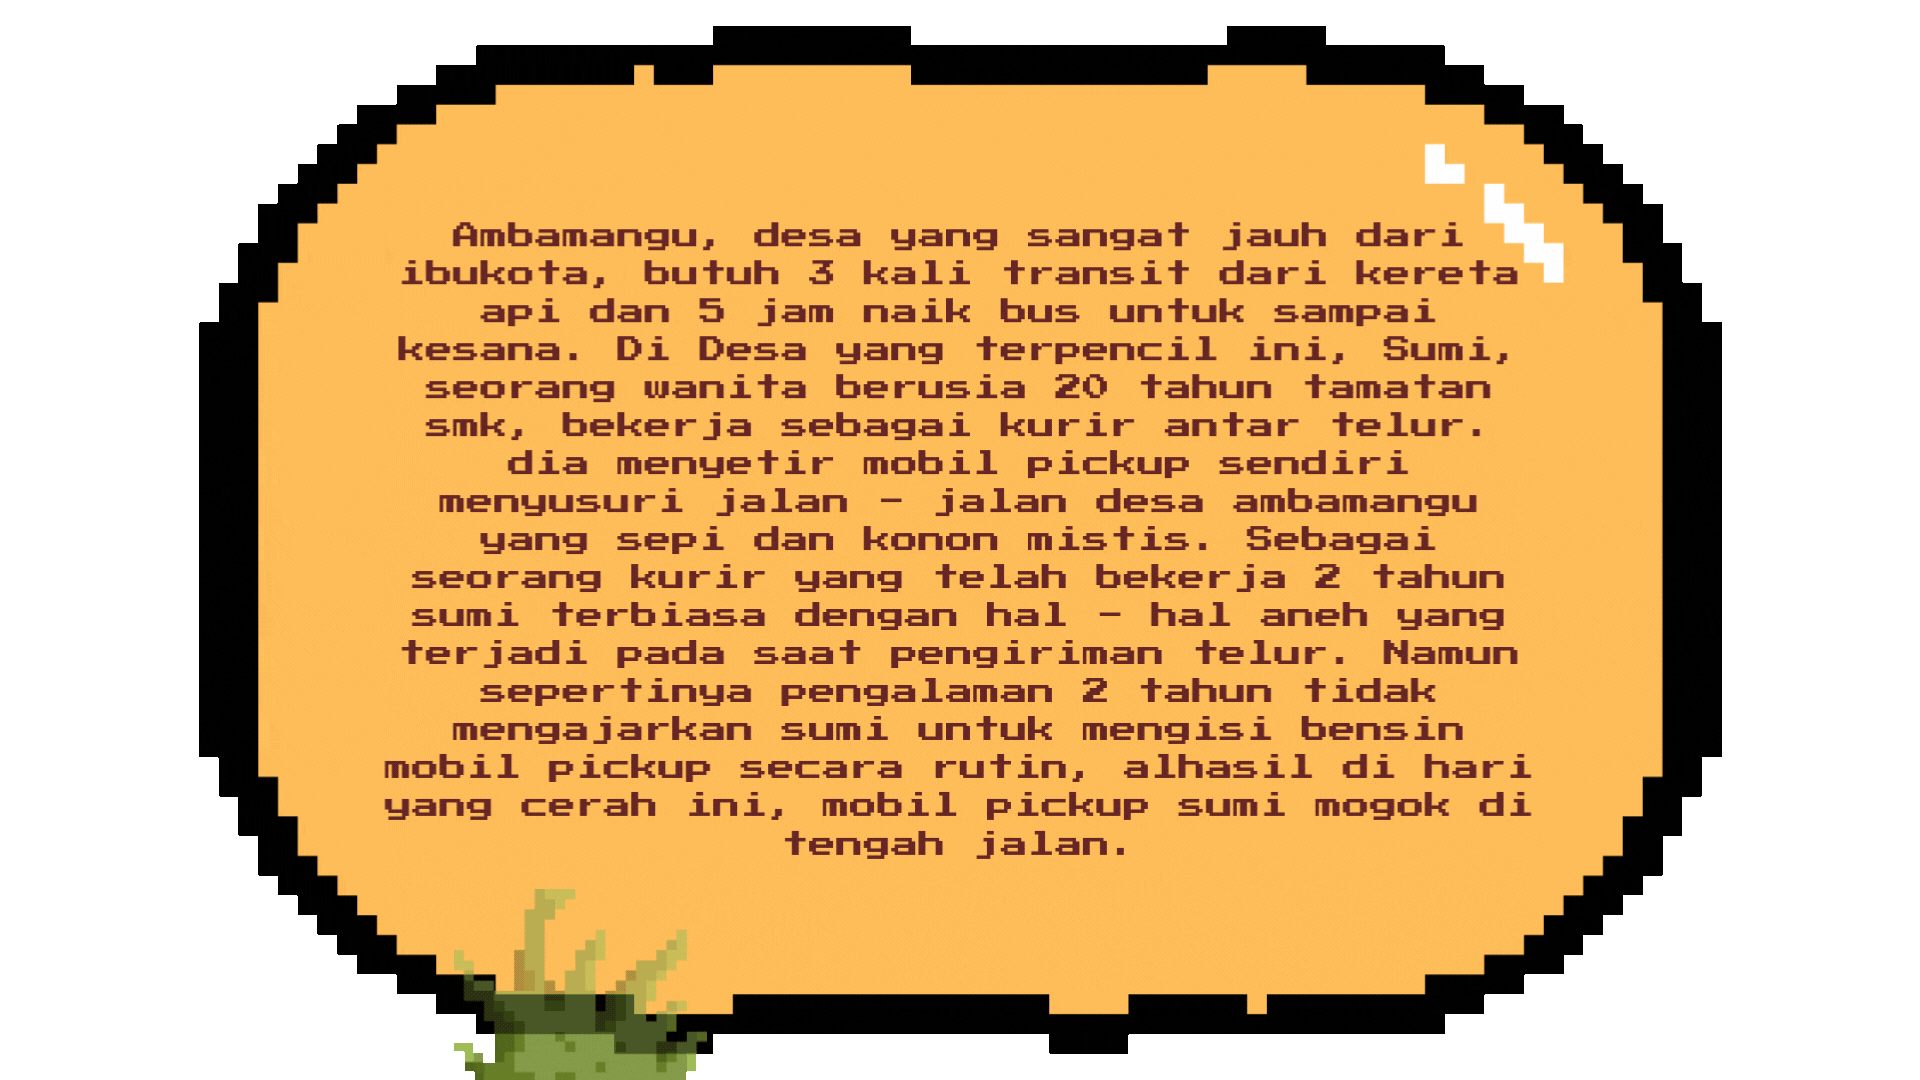 Ambamangu, desa yang sangat jauh dari
ibukota, butuh 3 kali transit dari kereta
api dan 5 jam naik bus untuk sampai
kesana. Di Desa yang terpencil ini, Sumi,
seorang wanita berusia 20 tahun tamatan
smk, bekerja sebagai kurir antar telur.
dia menyetir mobil pickup sendiri
menyusuri jalan - jalan desa ambamangu
yang sepi dan konon mistis. Sebagai
seorang kurir yang telah bekerja 2 tahun
sumi terbiasa dengan hal - hal aneh yang
terjadi pada saat pengiriman telur. Namun
sepertinya pengalaman 2 tahun tidak
mengajarkan sumi untuk mengisi bensin
mobil pickup secara rutin, alhasil di hari
yang cerah ini, mobil pickup sumi mogok di
tengah jalan.